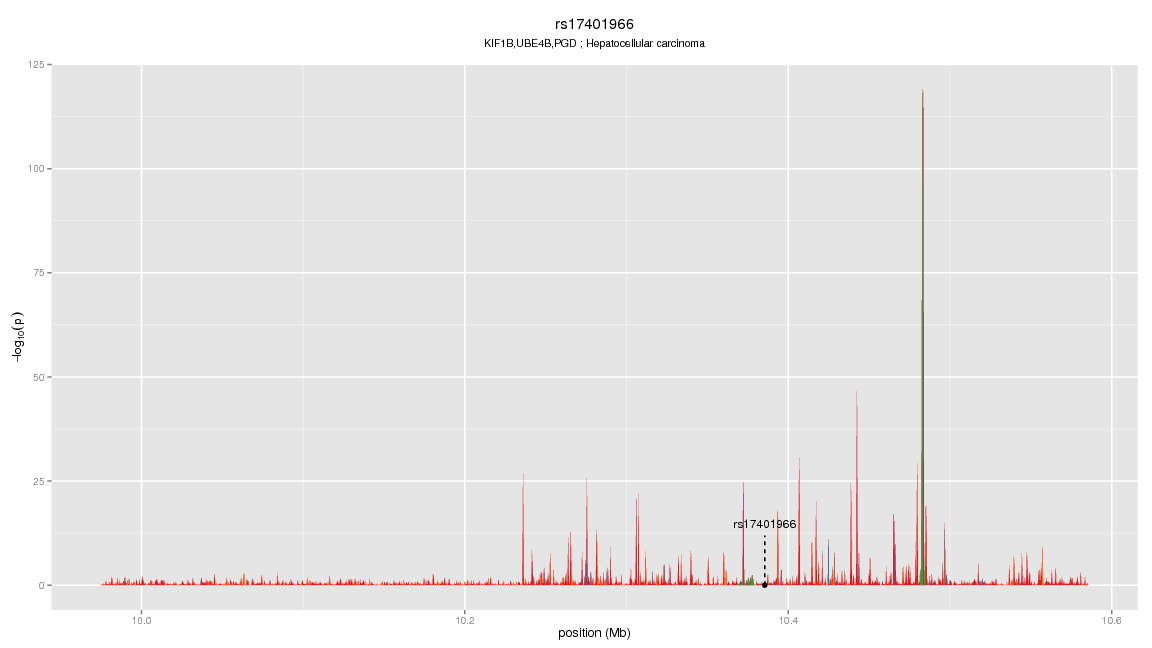 rs17401966
KIF1B,UBE4B,PGD ; Hepatocellular carcinoma
125
100
75
50
25
0
−log10(p)
rs17401966
10.0
10.2
10.4
10.6
position (Mb)